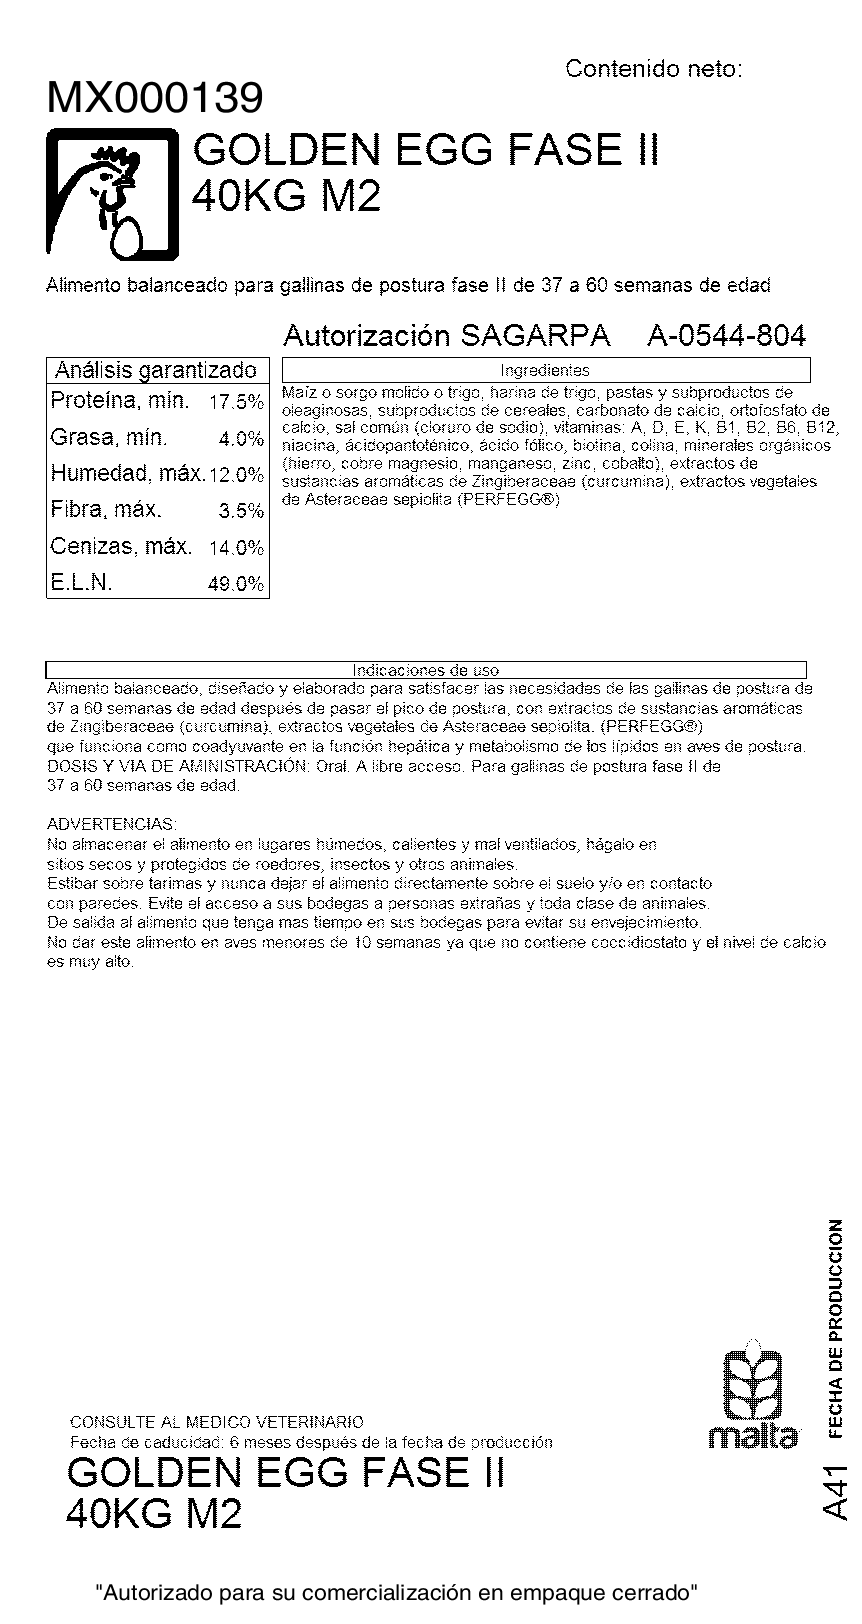 Contenido neto:
MX000139
GOLDEN EGG FASE II
40KG M2
Alimento balanceado para gallinas de postura fase II de 37 a 60 semanas de edad
Autorización SAGARPA A-0544-804
Análisis garantizado
Proteína, mín. 17.5%
Grasa, mín. 4.0%
Humedad, máx. 12.0%
Fibra, máx. 3.5%
Cenizas, máx. 14.0%
E.L.N. 49.0%
Ingredientes
Maíz o sorgo molido o trigo, harina de trigo, pastas y subproductos de
oleaginosas, subproductos de cereales, carbonato de calcio, ortofosfato de
calcio, sal común (cloruro de sodio), vitaminas: A, D, E, K, B1, B2, B6, B12,
niacina, ácidopantoténico, ácido fólico, biotina, colina, minerales orgánicos
(hierro, cobre magnesio, manganeso, zinc, cobalto), extractos de
sustancias aromáticas de Zingiberaceae (curcumina), extractos vegetales
de Asteraceae sepiolita (PERFEGG®)
Indicaciones de uso
Alimento balanceado, diseñado y elaborado para satisfacer las necesidades de las gallinas de postura de
37 a 60 semanas de edad después de pasar el pico de postura, con extractos de sustancias aromáticas
de Zingiberaceae (curcumina), extractos vegetales de Asteraceae sepiolita. (PERFEGG®)
que funciona como coadyuvante en la función hepática y metabolismo de los lípidos en aves de postura.
DOSIS Y VIA DE AMINISTRACIÓN: Oral. A libre acceso. Para gallinas de postura fase II de
37 a 60 semanas de edad.
ADVERTENCIAS:
No almacenar el alimento en lugares húmedos, calientes y mal ventilados, hágalo en
sitios secos y protegidos de roedores, insectos y otros animales.
Estibar sobre tarimas y nunca dejar el alimento directamente sobre el suelo y/o en contacto
con paredes. Evite el acceso a sus bodegas a personas extrañas y toda clase de animales.
De salida al alimento que tenga mas tiempo en sus bodegas para evitar su envejecimiento.
No dar este alimento en aves menores de 10 semanas ya que no contiene coccidiostato y el nivel de calcio
es muy alto.
FECHA DE PRODUCCION
malta
CONSULTE AL MEDICO VETERINARIO
Fecha de caducidad: 6 meses después de la fecha de producción
GOLDEN EGG FASE II
40KG M2
A41
"Autorizado para su comercialización en empaque cerrado"